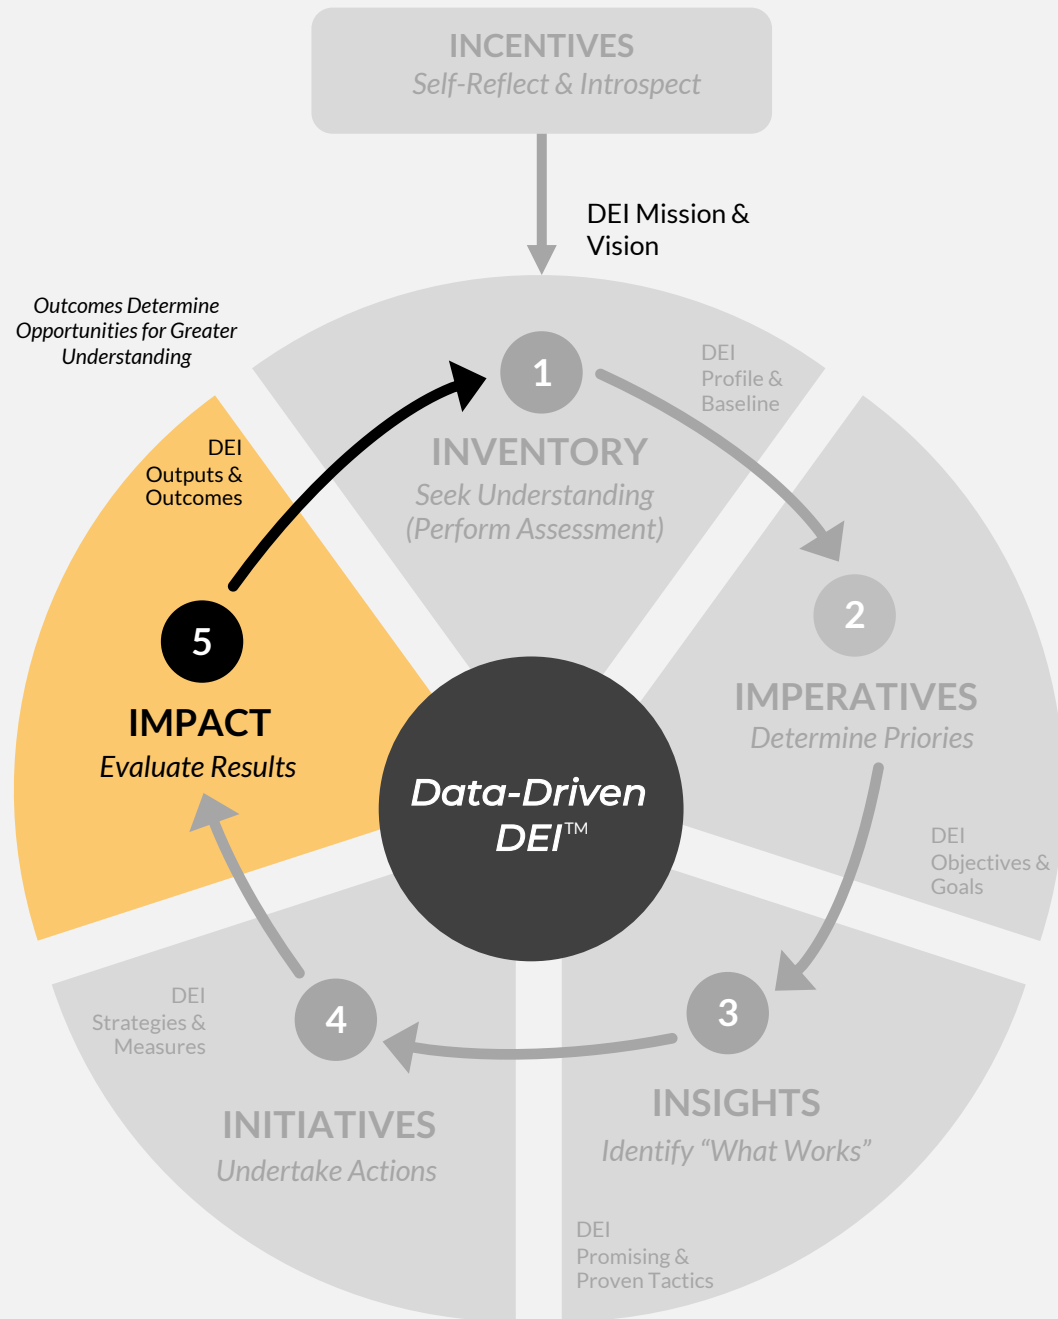 INCENTIVES
Self-Reflect & Introspect
DEI Mission &
Vision
Outcomes Determine
Opportunities for Greater
Understanding
1
DEI
Profile &
Baseline
INVENTORY
Seek Understanding
(Perform Assessment)
2
IMPERATIVES
Determine Priories
DEI
Objectives &
Goals
3
INSIGHTS
Identify “What Works”
DEI
Promising &
Proven Tactics
4
INITIATIVES
Undertake Actions
DEI
Strategies &
Measures
5
IMPACT
Evaluate Results
DEI
Outputs &
Outcomes
Data-Driven
DEI™